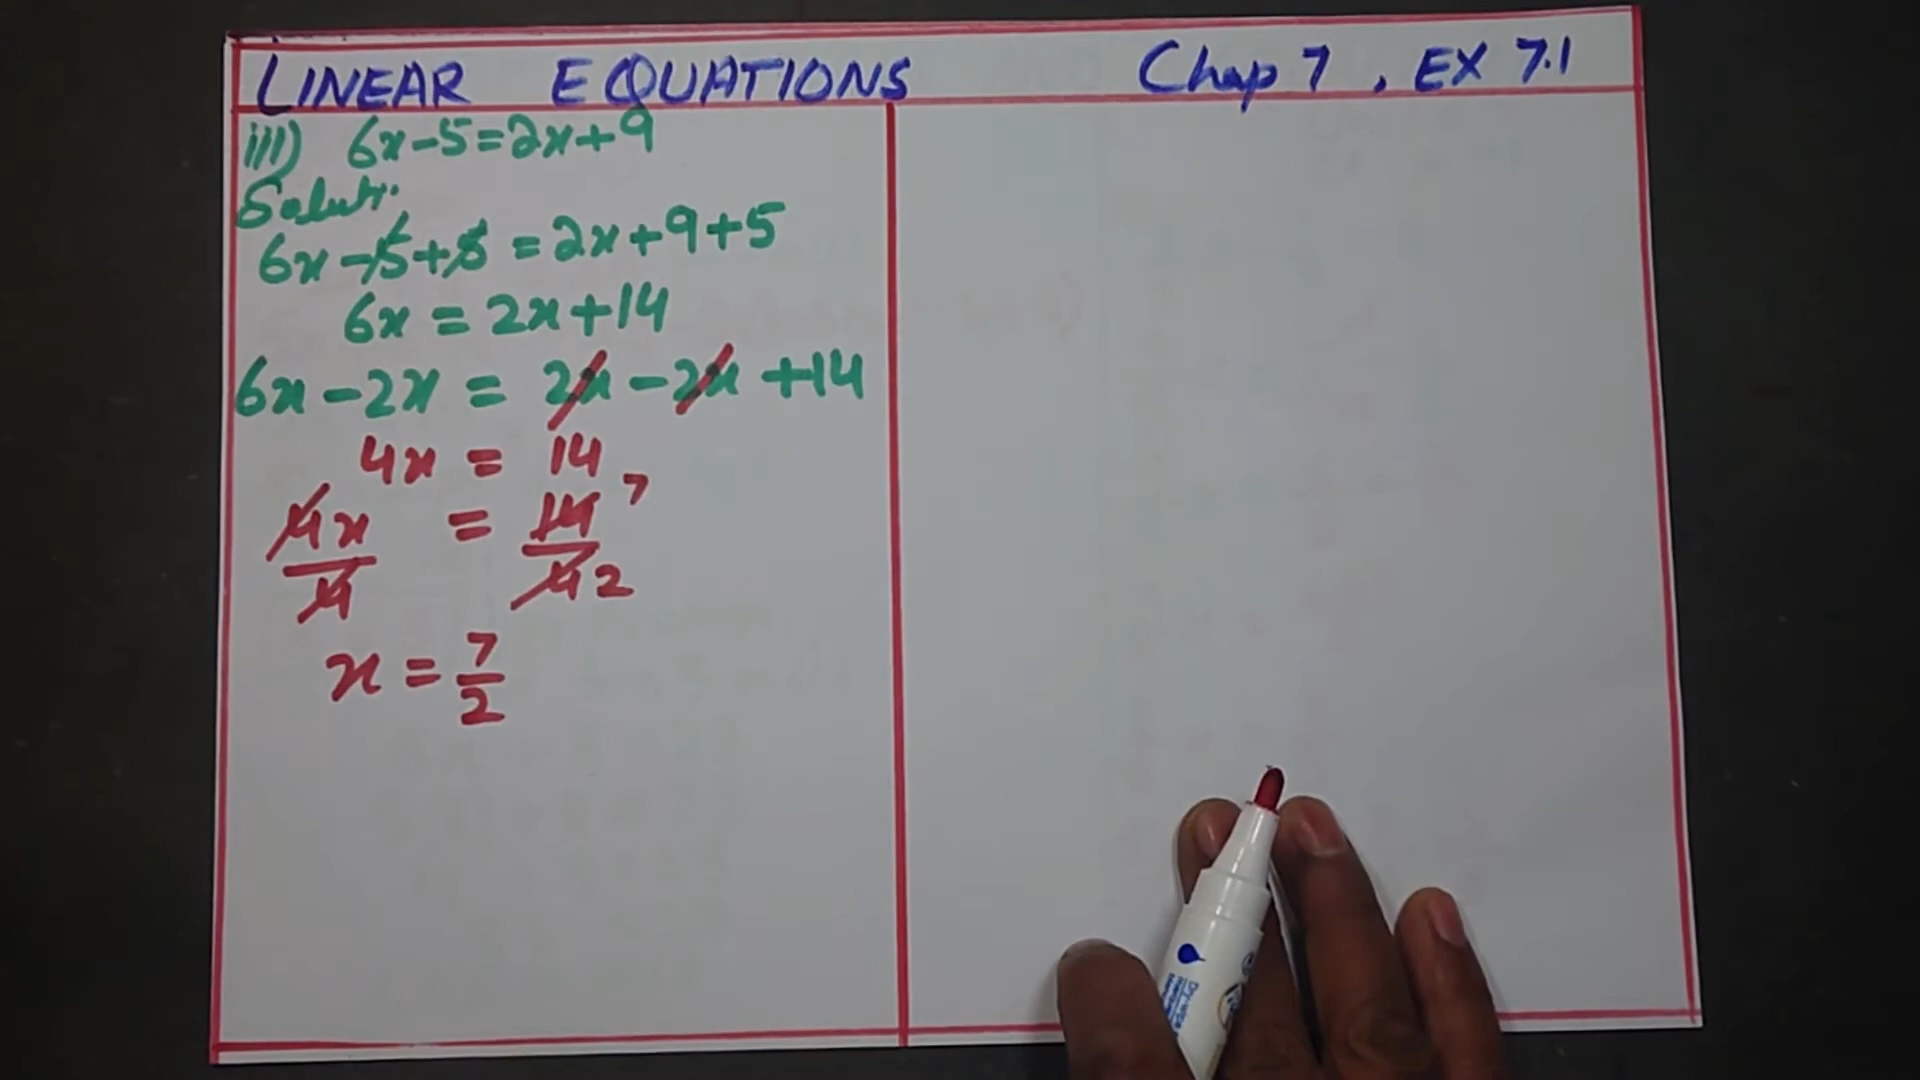 LINEAR EQUATIONS Chap 7, EX 7.1
iii) 6x-5=2x+9
Soluti.
6x-5+5=2x+9+5
6x=2x+14
6x-2x=2x-2x+14
4x=14
4x/4=14/4 7 2
x=7/2